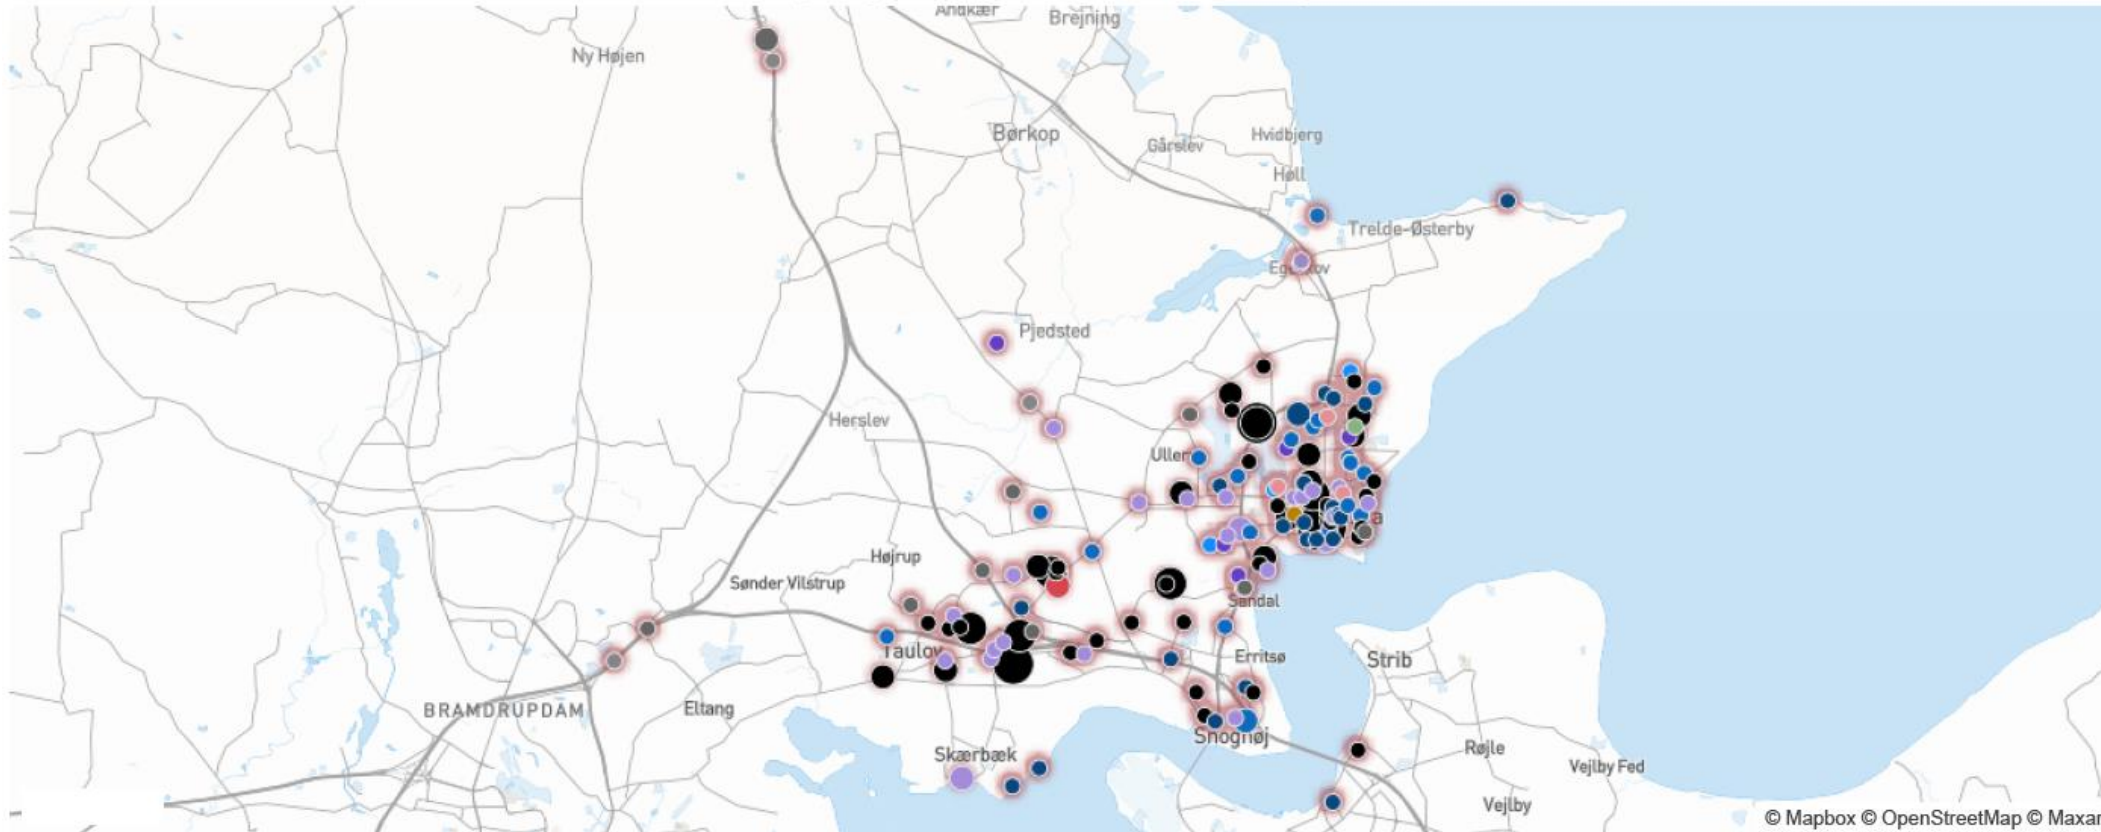 Andkær
Brejning
Ny Højen
Børkop
Hvidbjerg
Gårslev
Høll
Trelde-Østerby
Pjedsted
Herslev
Højrup
Sønder Vilstrup
Sandal
Taulov
Erritsø
Strib
BRAMDRUPDAM
Eltang
Snoghøj
Skærbæk
Røjle
Vejlby Fed
Vejlby
© Mapbox © OpenStreetMap © Maxar